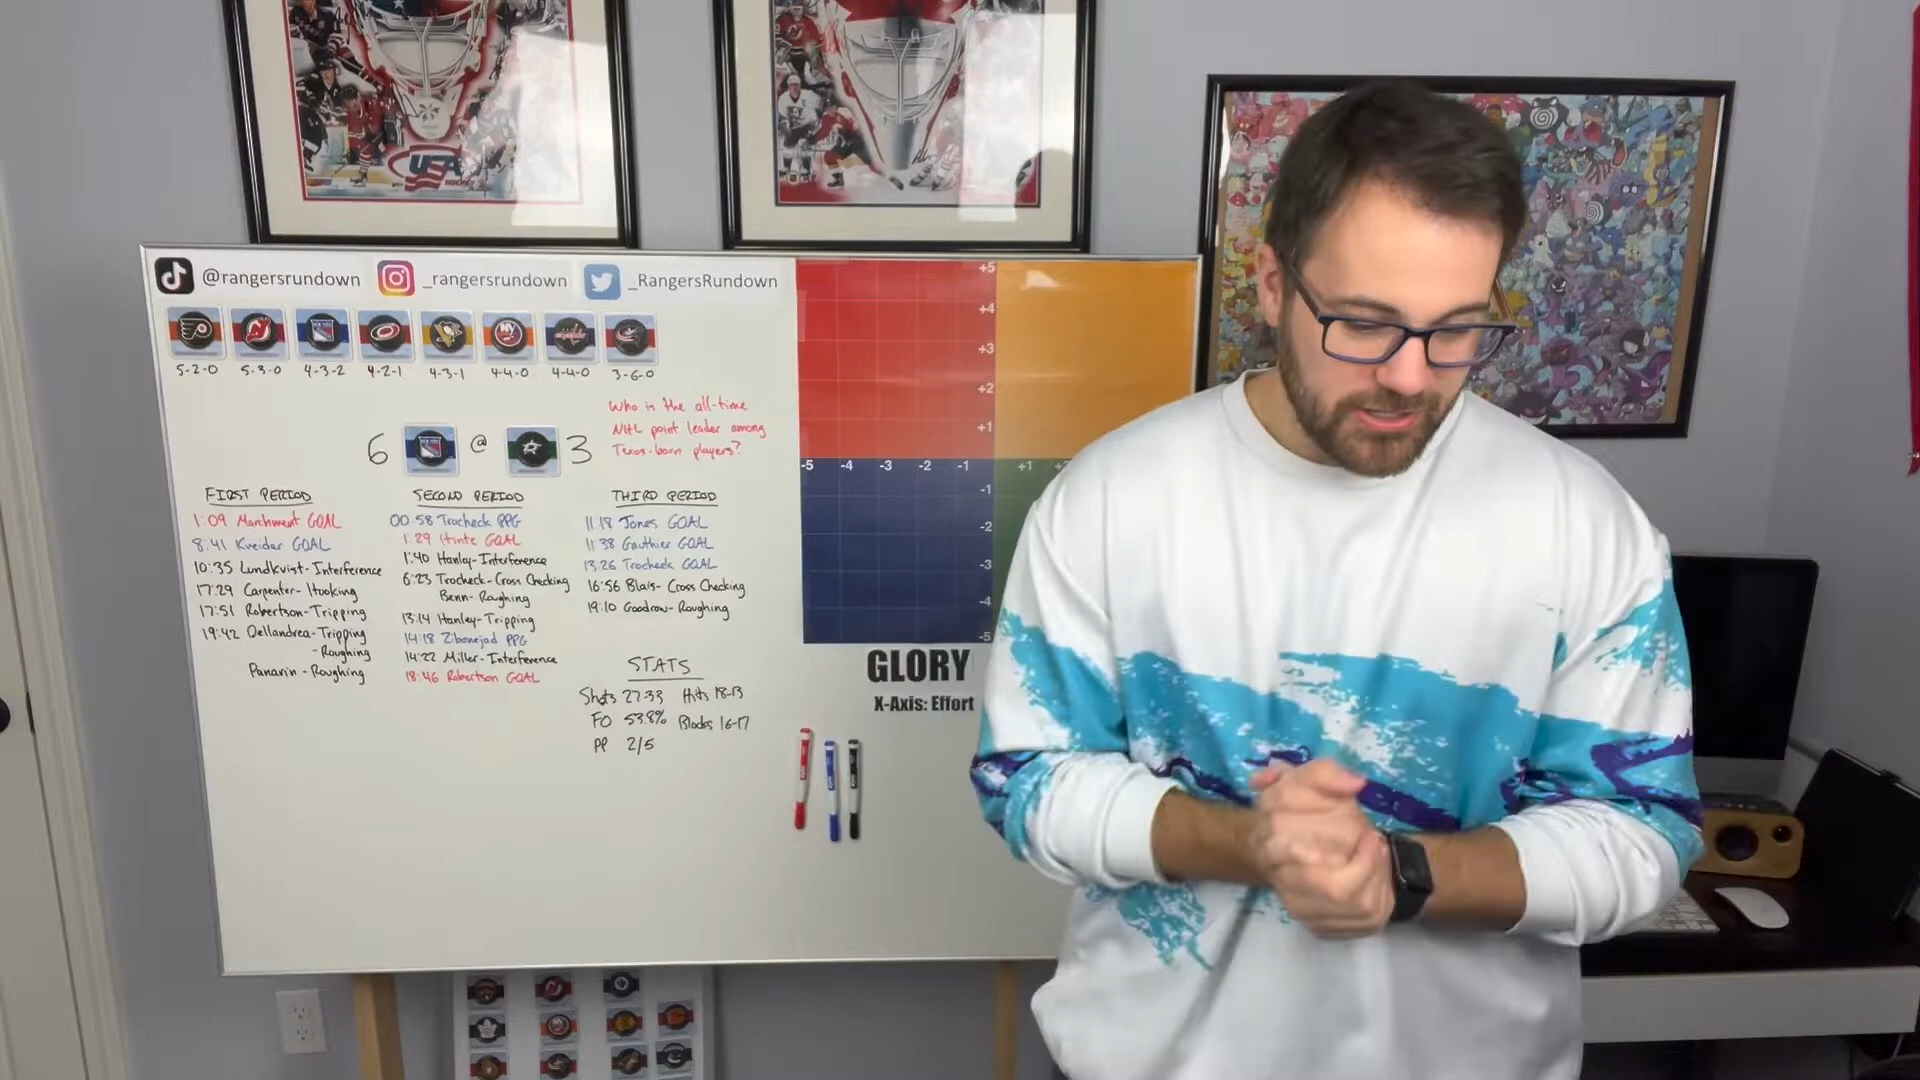 USA
HOCKEY
@rangersrundown
_rangersrundown
_RangersRundown
NEW YORK
NY
5-2-0
5-3-0
4-3-2
4-2-1
4-3-1
4-4-0
4-4-0
3-6-0
Who is the all-time
NHL point leader among
Texas-born players?
6 @ 3
FIRST PERIOD
1:09 Marchment GOAL
8:41 Kreider GOAL
10:35 Lundkvist-Interference
17:29 Carpenter-Hooking
17:51 Robertson-Tripping
19:42 Dellandrea-Tripping
-Roughing
Panarin-Roughing
SECOND PERIOD
00:58 Trocheck PPG
1:29 Hintz GOAL
1:40 Hanley-Interference
6:23 Trocheck-Cross Checking
Benn-Roughing
13:14 Hanley-Tripping
14:18 Zibanejad PPG
14:22 Miller-Interference
18:46 Robertson GOAL
THIRD PERIOD
11:18 Jones GOAL
11:38 Gauthier GOAL
13:26 Trocheck GOAL
16:56 Blais-Cross Checking
19:10 Goodrow-Roughing
STATS
Shots 27-33 Hits 18-13
FO 53.8% Blocks 16-17
PP 2/5
+5
+4
+3
+2
+1
-5 -4 -3 -2 -1 +1
-1
-2
-3
-4
-5
GLORY
X-Axis: Effort